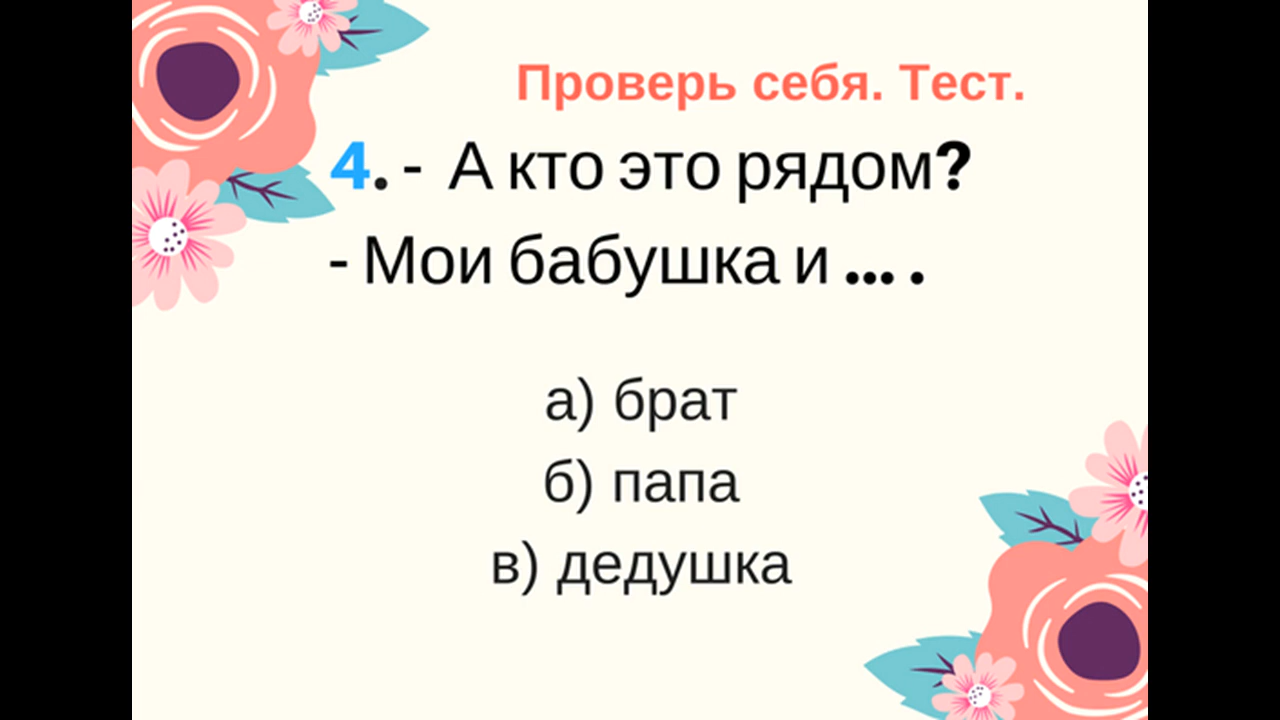 Проверь себя. Тест.
4. - А кто это рядом?
- Мои бабушка и ... .
а) брат
б) папа
в) дедушка